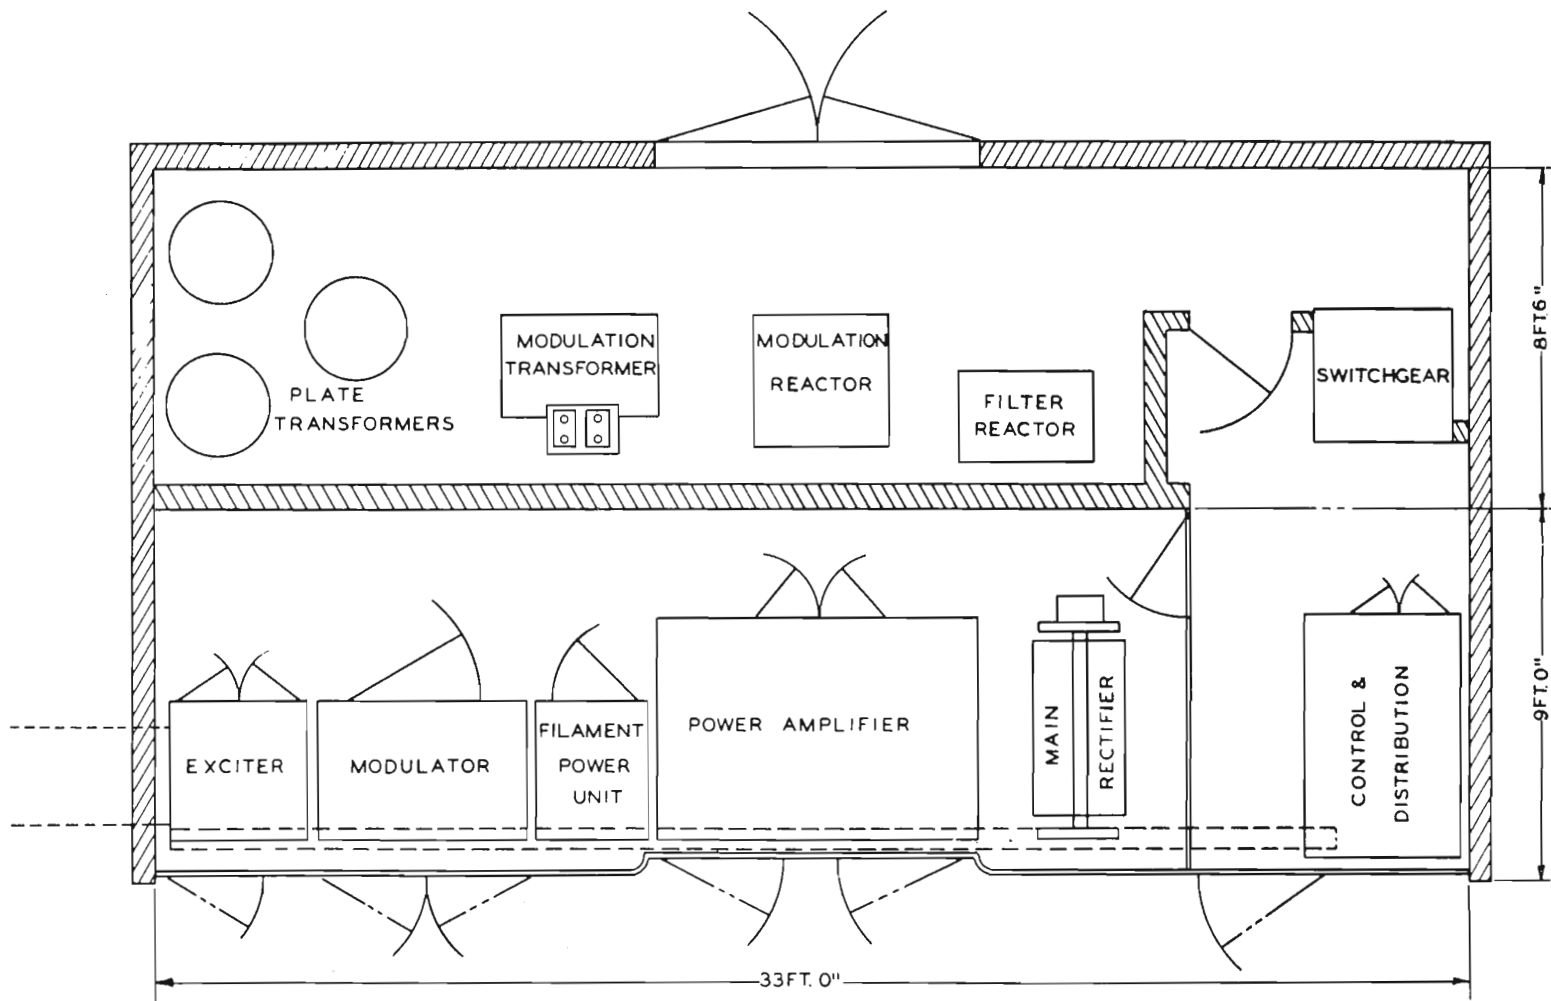 MODULATION
TRANSFORMER
MODULATION
REACTOR
PLATE
TRANSFORMERS
FILTER
REACTOR
SWITCHGEAR
8FT.6"
EXCITER
MODULATOR
FILAMENT
POWER
UNIT
POWER AMPLIFIER
MAIN
RECTIFIER
CONTROL &
DISTRIBUTION
9FT.0"
33FT. 0"